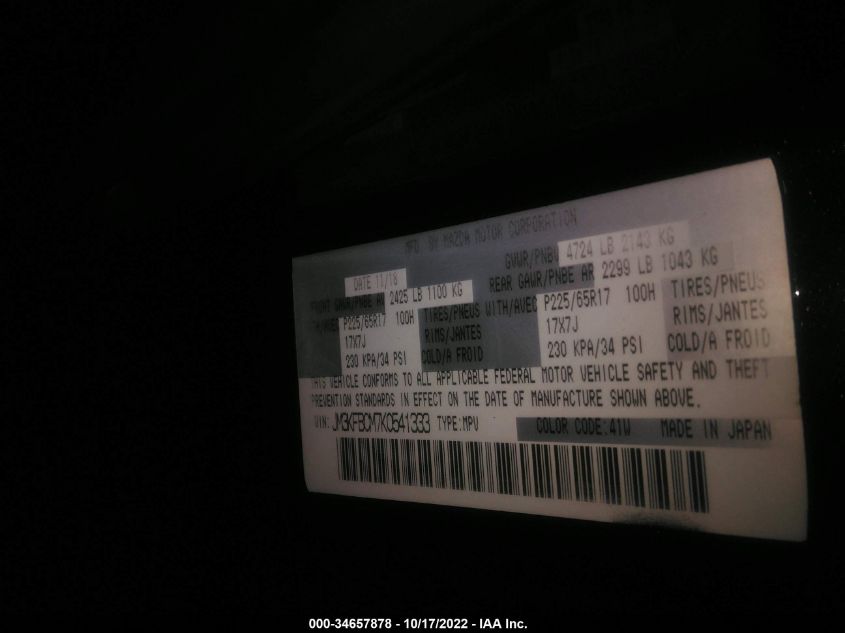 MFD BY MAZDA MOTOR CORPORATION
DATE 11/18 GVWR/PNBV 4724 LB 2143 KG
FRONT GAWR/PNBE AV 2425 LB 1100 KG REAR GAWR/PNBE AR 2299 LB 1043 KG
WITH/AVEC P225/65R17 100H TIRES/PNEUS WITH/AVEC P225/65R17 100H TIRES/PNEUS
17X7J RIMS/JANTES 17X7J RIMS/JANTES
230 KPA/34 PSI COLD/A FROID 230 KPA/34 PSI COLD/A FROID
THIS VEHICLE CONFORMS TO ALL APPLICABLE FEDERAL MOTOR VEHICLE SAFETY AND THEFT
PREVENTION STANDARDS IN EFFECT ON THE DATE OF MANUFACTURE SHOWN ABOVE.
VIN: JM3KFBCM7K0541333 TYPE:MPV COLOR CODE:41W MADE IN JAPAN
000-34657878 - 10/17/2022 - IAA Inc.